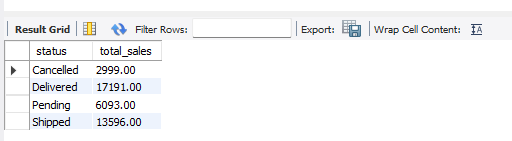 Result Grid Filter Rows: Export: Wrap Cell Content: IA
status total_sales
Cancelled 2999.00
Delivered 17191.00
Pending 6093.00
Shipped 13596.00